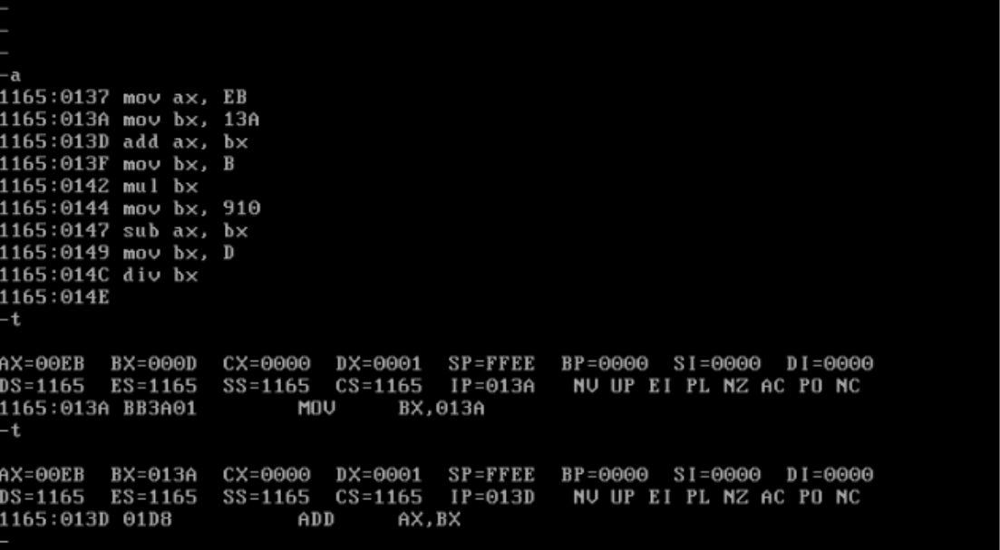 -
-
-
-a
1165:0137 mov ax, EB
1165:013A mov bx, 13A
1165:013D add ax, bx
1165:013F mov bx, B
1165:0142 mul bx
1165:0144 mov bx, 910
1165:0147 sub ax, bx
1165:0149 mov bx, D
1165:014C div bx
1165:014E
-t
AX=00EB  BX=000D  CX=0000  DX=0001  SP=FFEE  BP=0000  SI=0000  DI=0000
DS=1165  ES=1165  SS=1165  CS=1165  IP=013A   NV UP EI PL NZ AC PO NC
1165:013A BB3A01        MOV     BX,013A
-t
AX=00EB  BX=013A  CX=0000  DX=0001  SP=FFEE  BP=0000  SI=0000  DI=0000
DS=1165  ES=1165  SS=1165  CS=1165  IP=013D   NV UP EI PL NZ AC PO NC
1165:013D 01D8          ADD     AX,BX
-